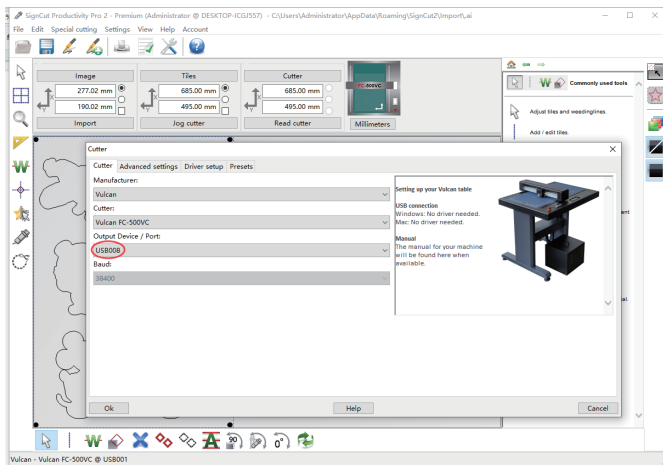 SignCut Productivity Pro 2 - Premium (Administrator @ DESKTOP-ICGJ557) - C:\Users\Administrator\AppData\Roaming\SignCut2\Import\.ai
File Edit Special cutting Settings View Help Account
Image
277.02 mm
190.02 mm
Import
Tiles
685.00 mm
495.00 mm
Jog cutter
Cutter
685.00 mm
495.00 mm
Read cutter
FC-500VC
Millimeters
Commonly used tools
Adjust tiles and weedinglines.
Add / edit tiles.
Cutter
Cutter Advanced settings Driver setup Presets
Manufacturer:
Vulcan
Cutter:
Vulcan FC-500VC
Output Device / Port:
USB008
Baud:
38400
Setting up your Vulcan table
USB connection
Windows: No driver needed.
Mac: No driver needed.
Manual
The manual for your machine
will be found here when
available.
Ok
Help
Cancel
90
0°
Vulcan - Vulcan FC-500VC @ USB001